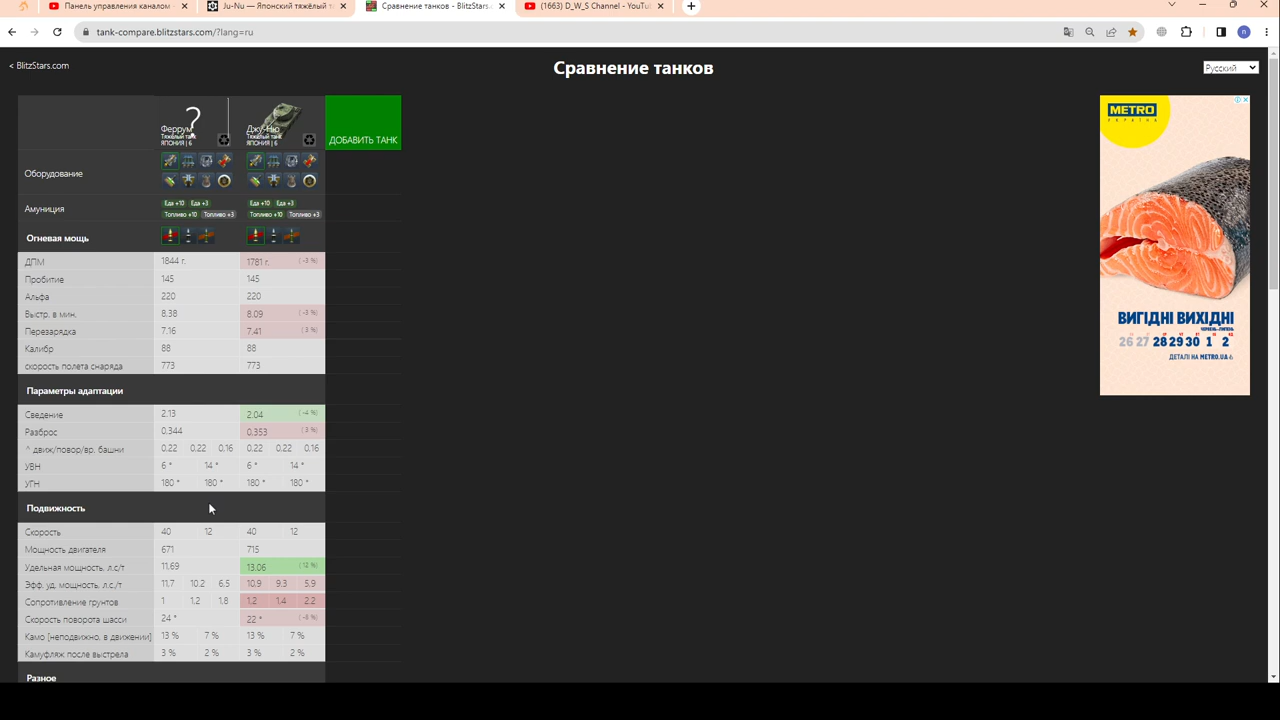 Панель управления каналом
Ju-Nu — Японский тяжёлый т
Сравнение танков - BlitzStars
(1663) D_W_S Channel - YouTu
tank-compare.blitzstars.com/?lang=ru
< BlitzStars.com
Сравнение танков
Русский
?
Феррум
Тяжёлый танк
ЯПОНИЯ | 6
Джу-Ню
Тяжёлый танк
ЯПОНИЯ | 6
ДОБАВИТЬ ТАНК
Оборудование
Амуниция
Еда +10 Еда +3 Еда +10 Еда +3
Топливо +10 Топливо +3 Топливо +10 Топливо +3
Огневая мощь
ДПМ 1844 г. 1781 г. (-3 %)
Пробитие 145 145
Альфа 220 220
Выстр. в мин. 8.38 8.09 (-3 %)
Перезарядка 7.16 7.41 (3 %)
Калибр 88 88
скорость полета снаряда 773 773
Параметры адаптации
Сведение 2.13 2.04 (-4 %)
Разброс 0.344 0.353 (3 %)
^ движ/повор/вр. башни 0.22 0.22 0.16 0.22 0.22 0.16
УВН 6 ° 14 ° 6 ° 14 °
УГН 180 ° 180 ° 180 ° 180 °
Подвижность
Скорость 40 12 40 12
Мощность двигателя 671 715
Удельная мощность, л.с/т 11.69 13.06 (12 %)
Эфф. уд. мощность, л.с./т 11.7 10.2 6.5 10.9 9.3 5.9
Сопротивление грунтов 1 1.2 1.8 1.2 1.4 2.2
Скорость поворота шасси 24 ° 22 ° (-8 %)
Камо [неподвижно, в движении] 13 % 7 % 13 % 7 %
Камуфляж после выстрела 3 % 2 % 3 % 2 %
Разное
METRO
УКРАЇНА
ВИГІДНІ ВИХІДНІ
ЧЕРВЕНЬ-ЛИПЕНЬ
26 27 28 29 30 1 2
ДЕТАЛІ НА METRO.UA